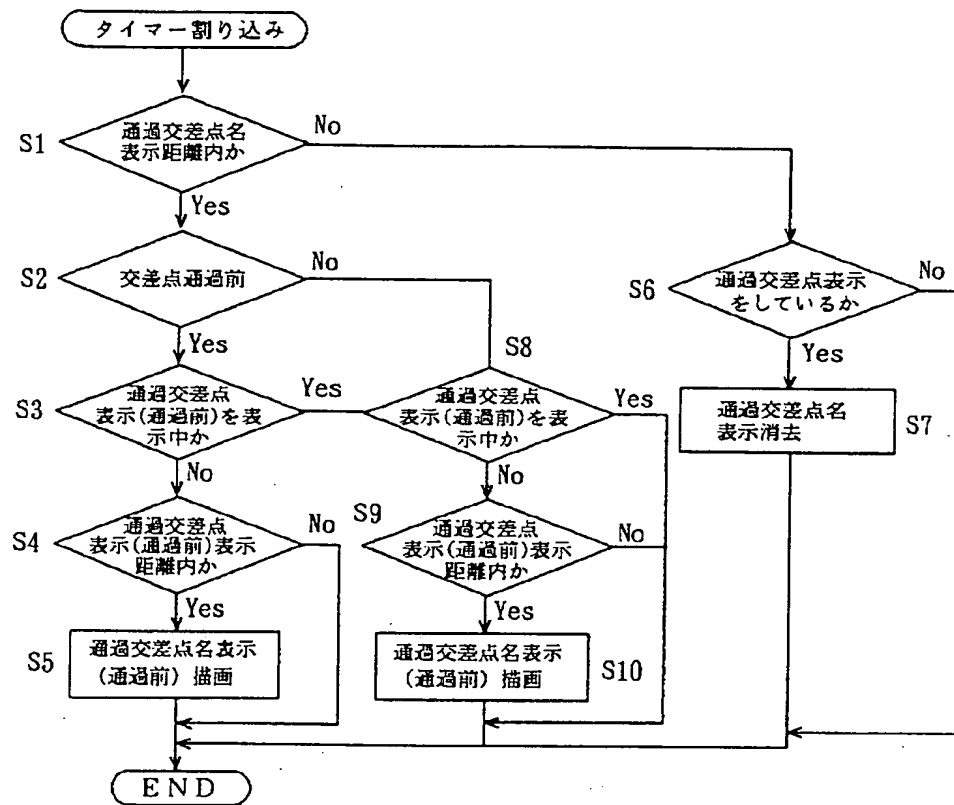 タイマー割り込み
S1
通過交差点名
表示距離内か
No
Yes
S2
交差点通過前
No
Yes
S6
通過交差点表示
をしているか
No
Yes
S3
通過交差点
表示(通過前)を表
示中か
Yes
No
S8
通過交差点
表示(通過前)を表
示中か
Yes
No
通過交差点名
表示消去
S7
S4
通過交差点
表示(通過前)表示
距離内か
No
Yes
S9
通過交差点
表示(通過前)表示
距離内か
No
Yes
S5
通過交差点名表示
(通過前) 描画
通過交差点名表示
(通過前) 描画
S10
END